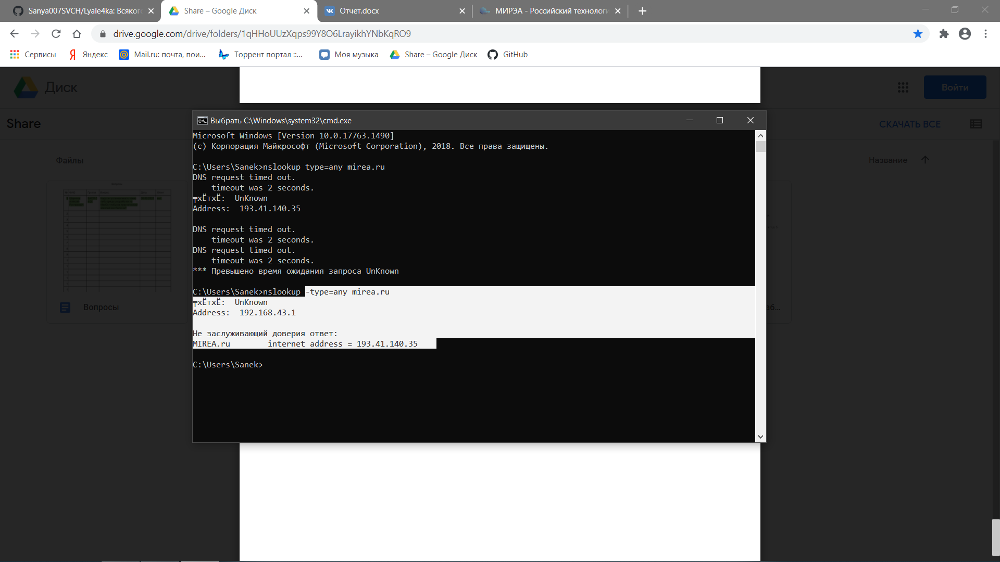 Sanya007SVCH/Lyale4ka: Всяког
Share – Google Диск
Отчет.docx
МИРЭА - Российский технологи
drive.google.com/drive/folders/1qHHoUUzXqps99Y8O6LrayikhYNbKqRO9
Сервисы
Яндекс
Mail.ru: почта, пои...
Торрент портал ::...
Моя музыка
Share – Google Диск
GitHub
Диск
Войти
Share
СКАЧАТЬ ВСЕ
Файлы
Название
Вопросы
аб...
Выбрать C:\Windows\system32\cmd.exe
Microsoft Windows [Version 10.0.17763.1490]
(c) Корпорация Майкрософт (Microsoft Corporation), 2018. Все права защищены.
C:\Users\Sanek>nslookup type=any mirea.ru
DNS request timed out.
timeout was 2 seconds.
╤хЁтхЁ:  UnKnown
Address:  193.41.140.35
DNS request timed out.
timeout was 2 seconds.
DNS request timed out.
timeout was 2 seconds.
*** Превышено время ожидания запроса UnKnown
C:\Users\Sanek>nslookup -type=any mirea.ru
╤хЁтхЁ:  UnKnown
Address:  192.168.43.1
Не заслуживающий доверия ответ:
MIREA.ru        internet address = 193.41.140.35
C:\Users\Sanek>